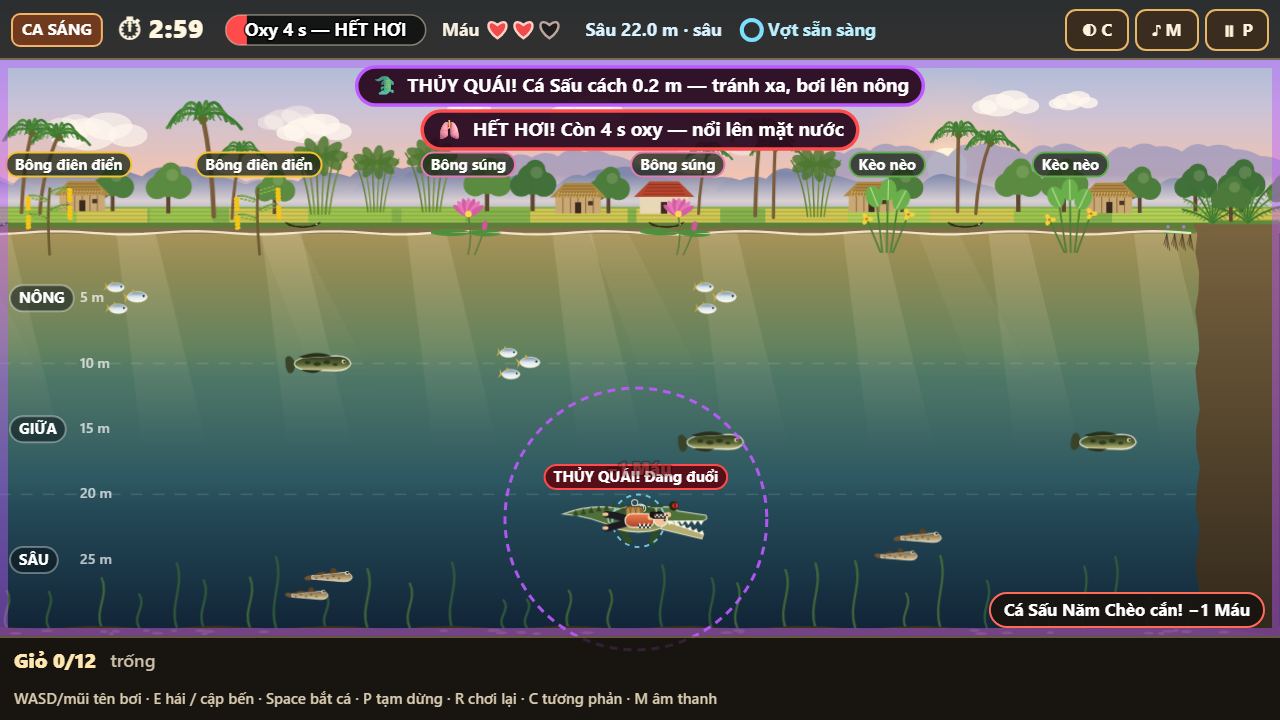 CA SÁNG
2:59
Oxy 4 s — HẾT HƠI
Máu
Sâu 22.0 m · sâu
Vợt sẵn sàng
C
M
P
THỦY QUÁI! Cá Sấu cách 0.2 m — tránh xa, bơi lên nông
HẾT HƠI! Còn 4 s oxy — nổi lên mặt nước
Bông điên điển
Bông điên điển
Bông súng
Bông súng
Kèo nèo
Kèo nèo
NÔNG
5 m
10 m
GIỮA
15 m
−1 Máu
THỦY QUÁI! Đang đuổi
20 m
SÂU
25 m
Cá Sấu Năm Chèo cắn! −1 Máu
Giỏ 0/12 trống
WASD/mũi tên bơi · E hái / cập bến · Space bắt cá · P tạm dừng · R chơi lại · C tương phản · M âm thanh